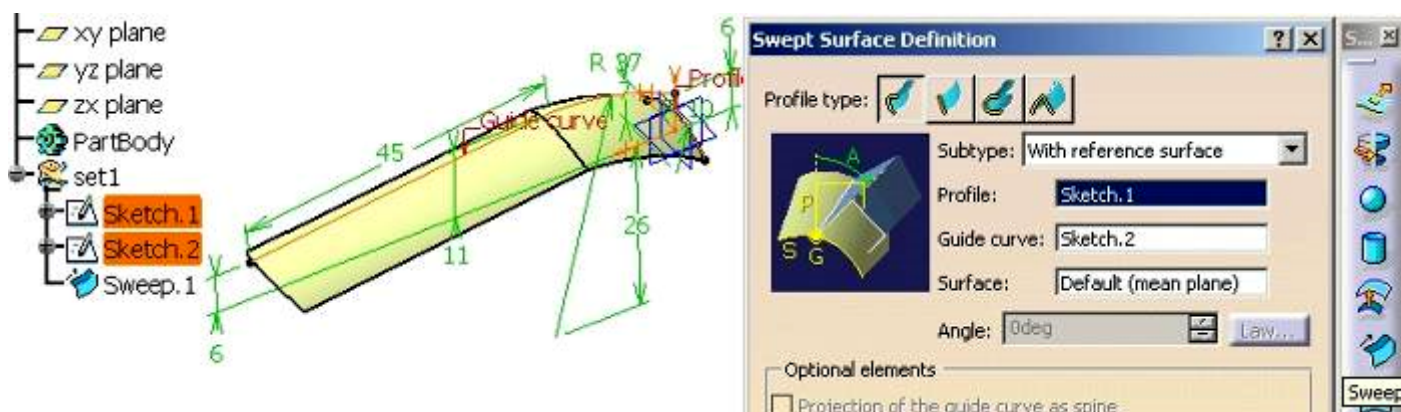 xy plane
yz plane
zx plane
PartBody
set1
Sketch.1
Sketch.2
Sweep.1
45
Guide curve
11
6
R
26
6
Swept Surface Definition
Profile type:
Subtype: With reference surface
Profile: Sketch.1
Guide curve: Sketch.2
Surface: Default (mean plane)
Angle: 0deg
Law...
Optional elements
Projection of the guide curve as spine
P
A
S
G
S...
Sweep